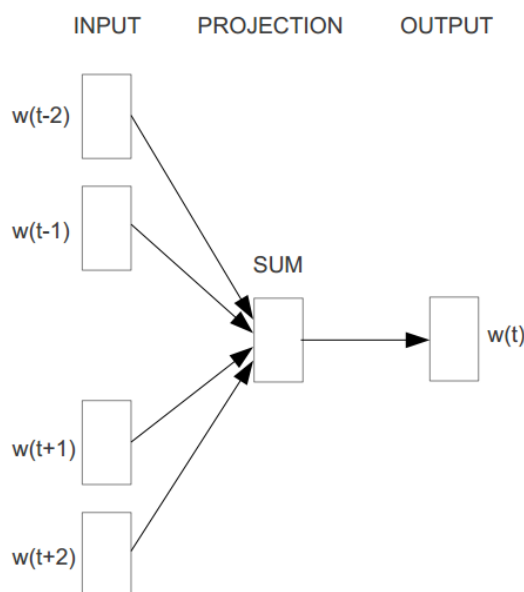 INPUT PROJECTION OUTPUT
w(t-2)
w(t-1)
SUM
w(t)
w(t+1)
w(t+2)